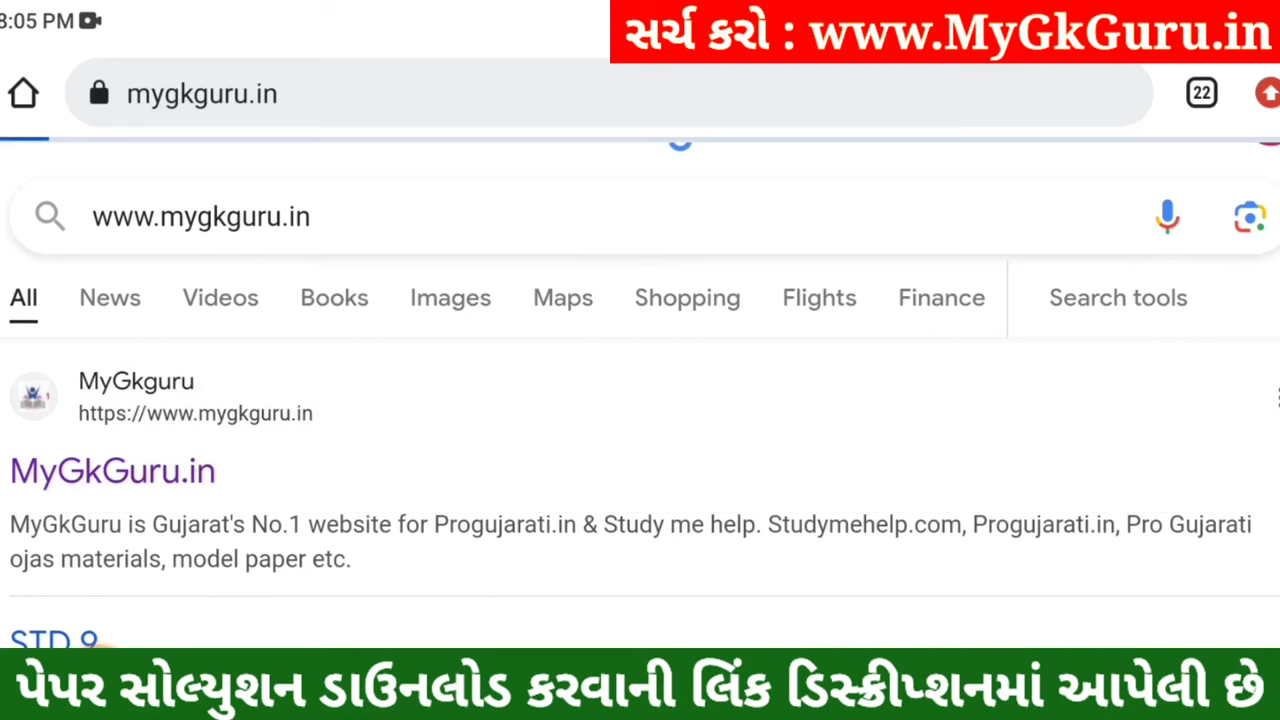 8:05 PM
સર્ચ કરો : www.MyGkGuru.in
mygkguru.in
22
www.mygkguru.in
All News Videos Books Images Maps Shopping Flights Finance Search tools
MyGkguru
https://www.mygkguru.in
MyGkGuru.in
MyGkGuru is Gujarat's No.1 website for Progujarati.in & Study me help. Studymehelp.com, Progujarati.in, Pro Gujarati
ojas materials, model paper etc.
STD 9
પેપર સોલ્યુશન ડાઉનલોડ કરવાની લિંક ડિસ્ક્રીપ્શનમાં આપેલી છે